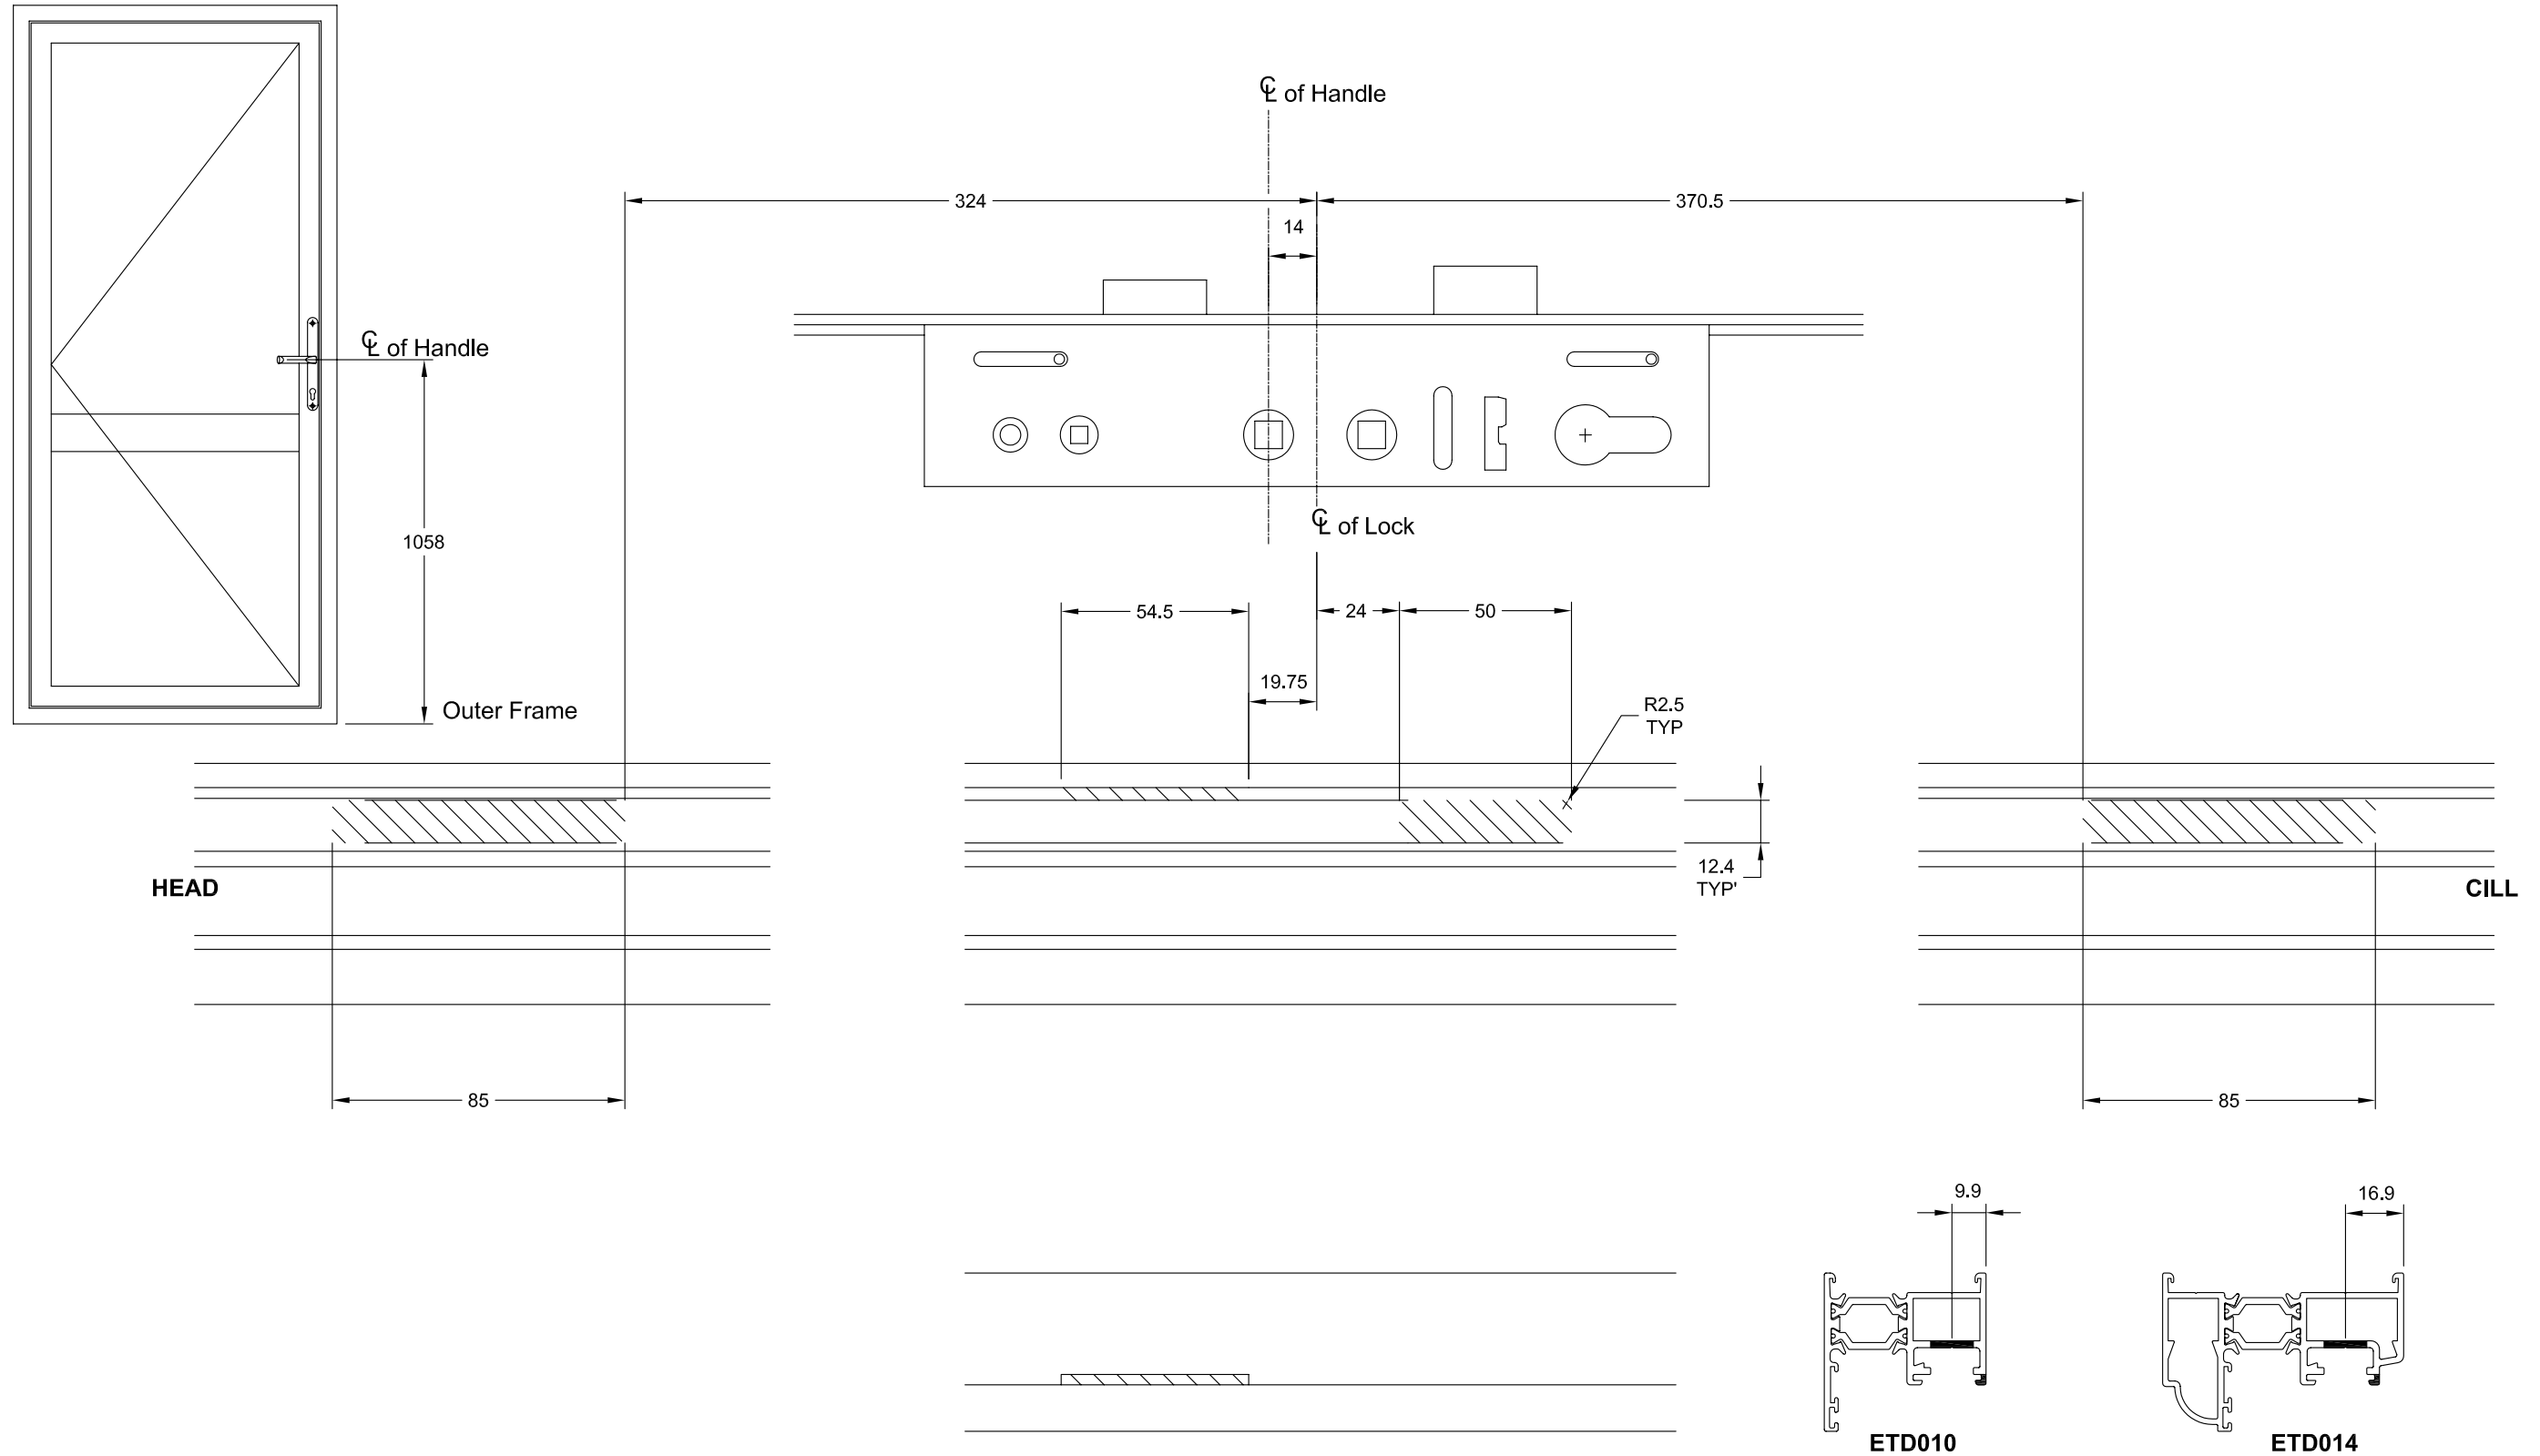 ℄ of Handle
324
370.5
14
℄ of Handle
℄ of Lock
1058
54.5
24
50
19.75
R2.5
TYP
Outer Frame
12.4
TYP'
HEAD
CILL
85
85
9.9
16.9
ETD010
ETD014